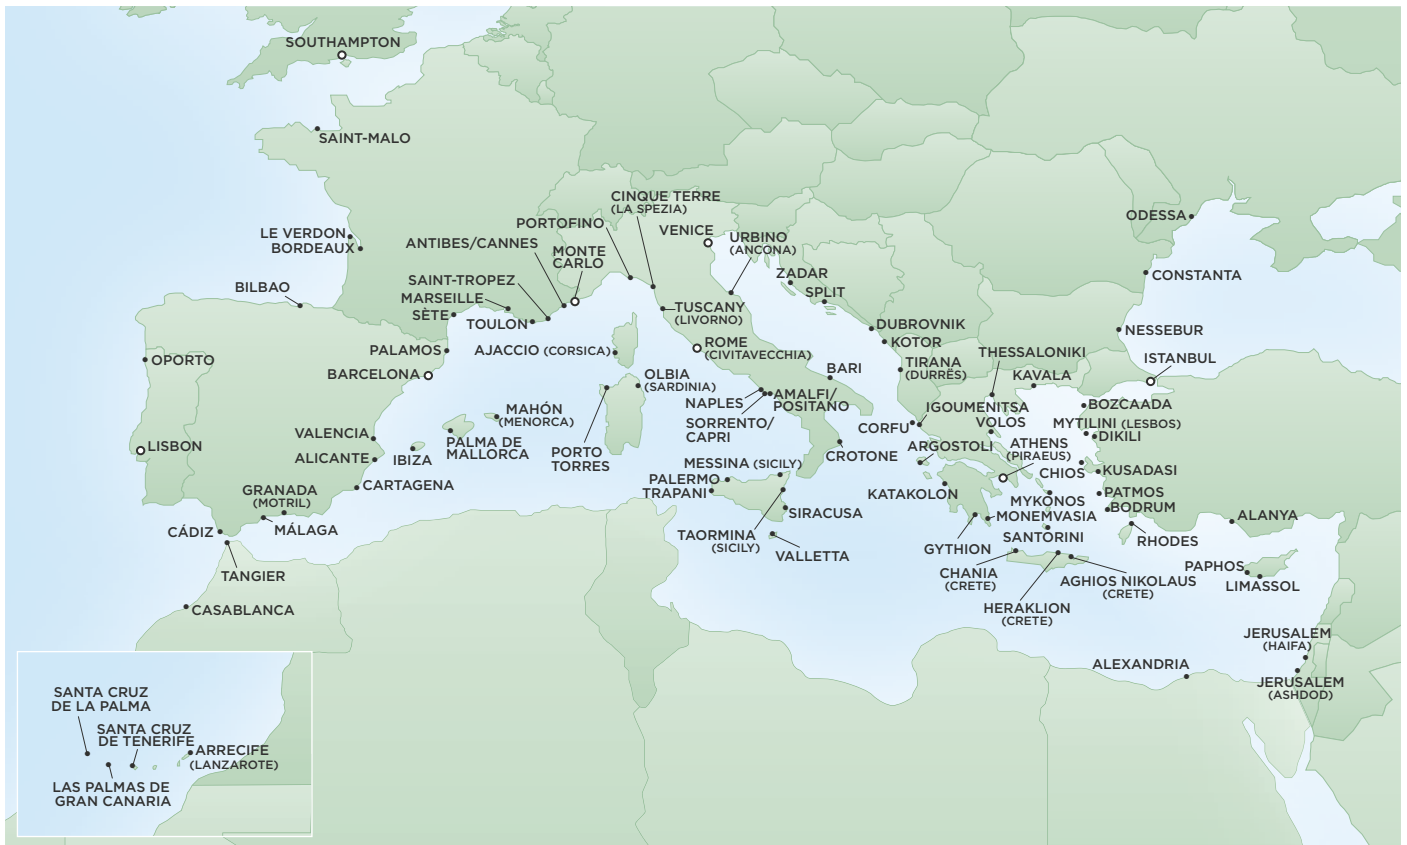 SOUTHAMPTON
SAINT-MALO
LE VERDON
BORDEAUX
BILBAO
OPORTO
LISBON
CINQUE TERRE
(LA SPEZIA)
PORTOFINO
ANTIBES/CANNES
MONTE
CARLO
SAINT-TROPEZ
MARSEILLE
SÈTE
TOULON
PALAMOS
BARCELONA
AJACCIO (CORSICA)
VENICE
URBINO
(ANCONA)
ZADAR
SPLIT
TUSCANY
(LIVORNO)
ROME
(CIVITAVECCHIA)
DUBROVNIK
KOTOR
TIRANA
(DURRËS)
BARI
OLBIA
(SARDINIA)
NAPLES
AMALFI/
POSITANO
SORRENTO/
CAPRI
MAHÓN
(MENORCA)
PALMA DE
MALLORCA
IBIZA
VALENCIA
ALICANTE
CARTAGENA
GRANADA
(MOTRIL)
MÁLAGA
CÁDIZ
TANGIER
CASABLANCA
PORTO
TORRES
CROTONE
MESSINA (SICILY)
PALERMO
TRAPANI
SIRACUSA
TAORMINA
(SICILY)
VALLETTA
ODESSA
CONSTANTA
NESSEBUR
ISTANBUL
THESSALONIKI
KAVALA
BOZCAADA
IGOUMENITSA
CORFU
VOLOS
MYTILINI (LESBOS)
DIKILI
ARGOSTOLI
ATHENS
(PIRAEUS)
CHIOS
KUSADASI
KATAKOLON
MYKONOS
PATMOS
MONEMVASIA
BODRUM
GYTHION
SANTORINI
RHODES
ALANYA
CHANIA
(CRETE)
AGHIOS NIKOLAUS
(CRETE)
HERAKLION
(CRETE)
PAPHOS
LIMASSOL
JERUSALEM
(HAIFA)
ALEXANDRIA
JERUSALEM
(ASHDOD)
SANTA CRUZ
DE LA PALMA
SANTA CRUZ
DE TENERIFE
ARRECIFE
(LANZAROTE)
LAS PALMAS DE
GRAN CANARIA